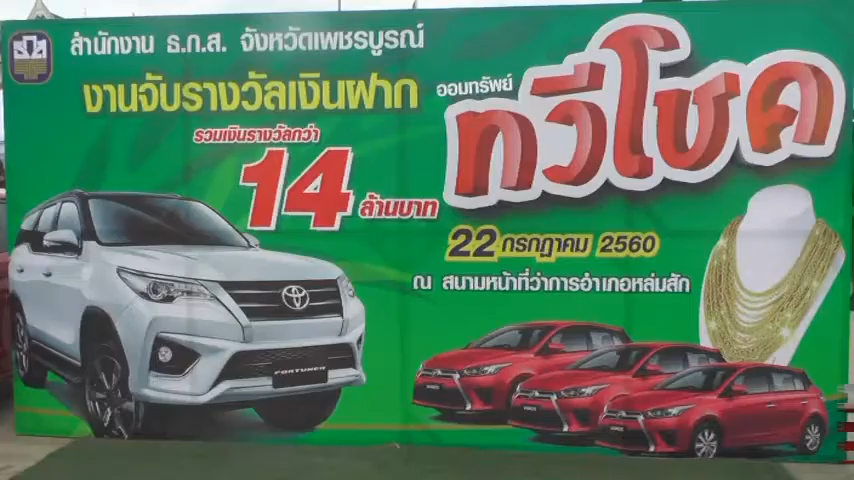 สำนักงาน ธ.ก.ส. จังหวัดเพชรบูรณ์
งานจับรางวัลเงินฝาก
ออมทรัพย์
ทวีโชค
รวมเงินรางวัลกว่า
14 ล้านบาท
22 กรกฎาคม 2560
ณ สนามหน้าที่ว่าการอำเภอหล่มสัก
FORTUNER
YARIS